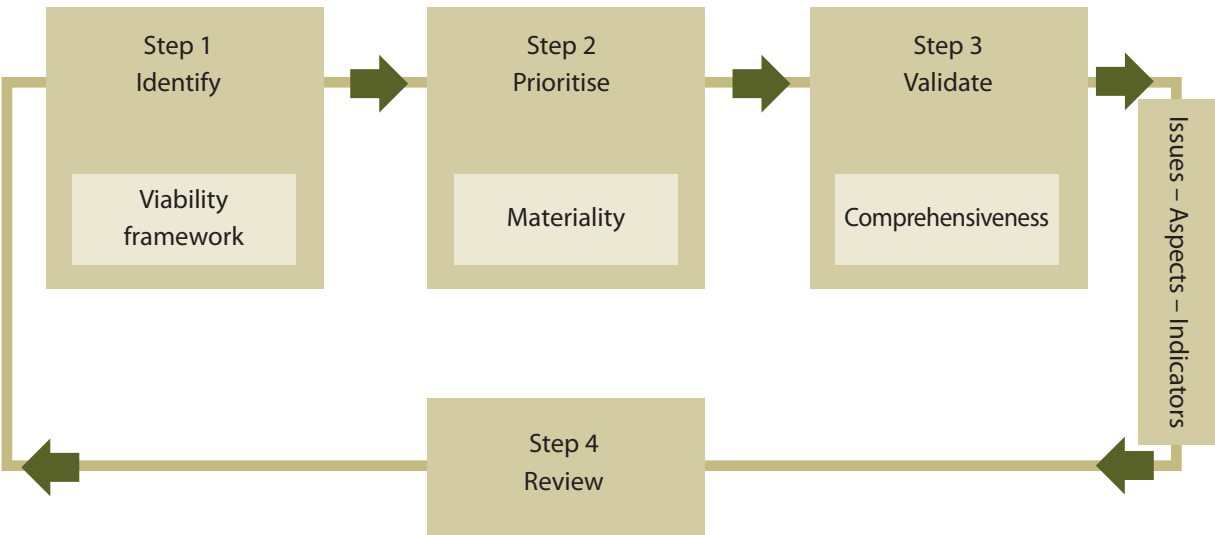 Step 1
Identify
Viability
framework
Step 2
Prioritise
Materiality
Step 3
Validate
Comprehensiveness
Issues – Aspects – Indicators
Step 4
Review